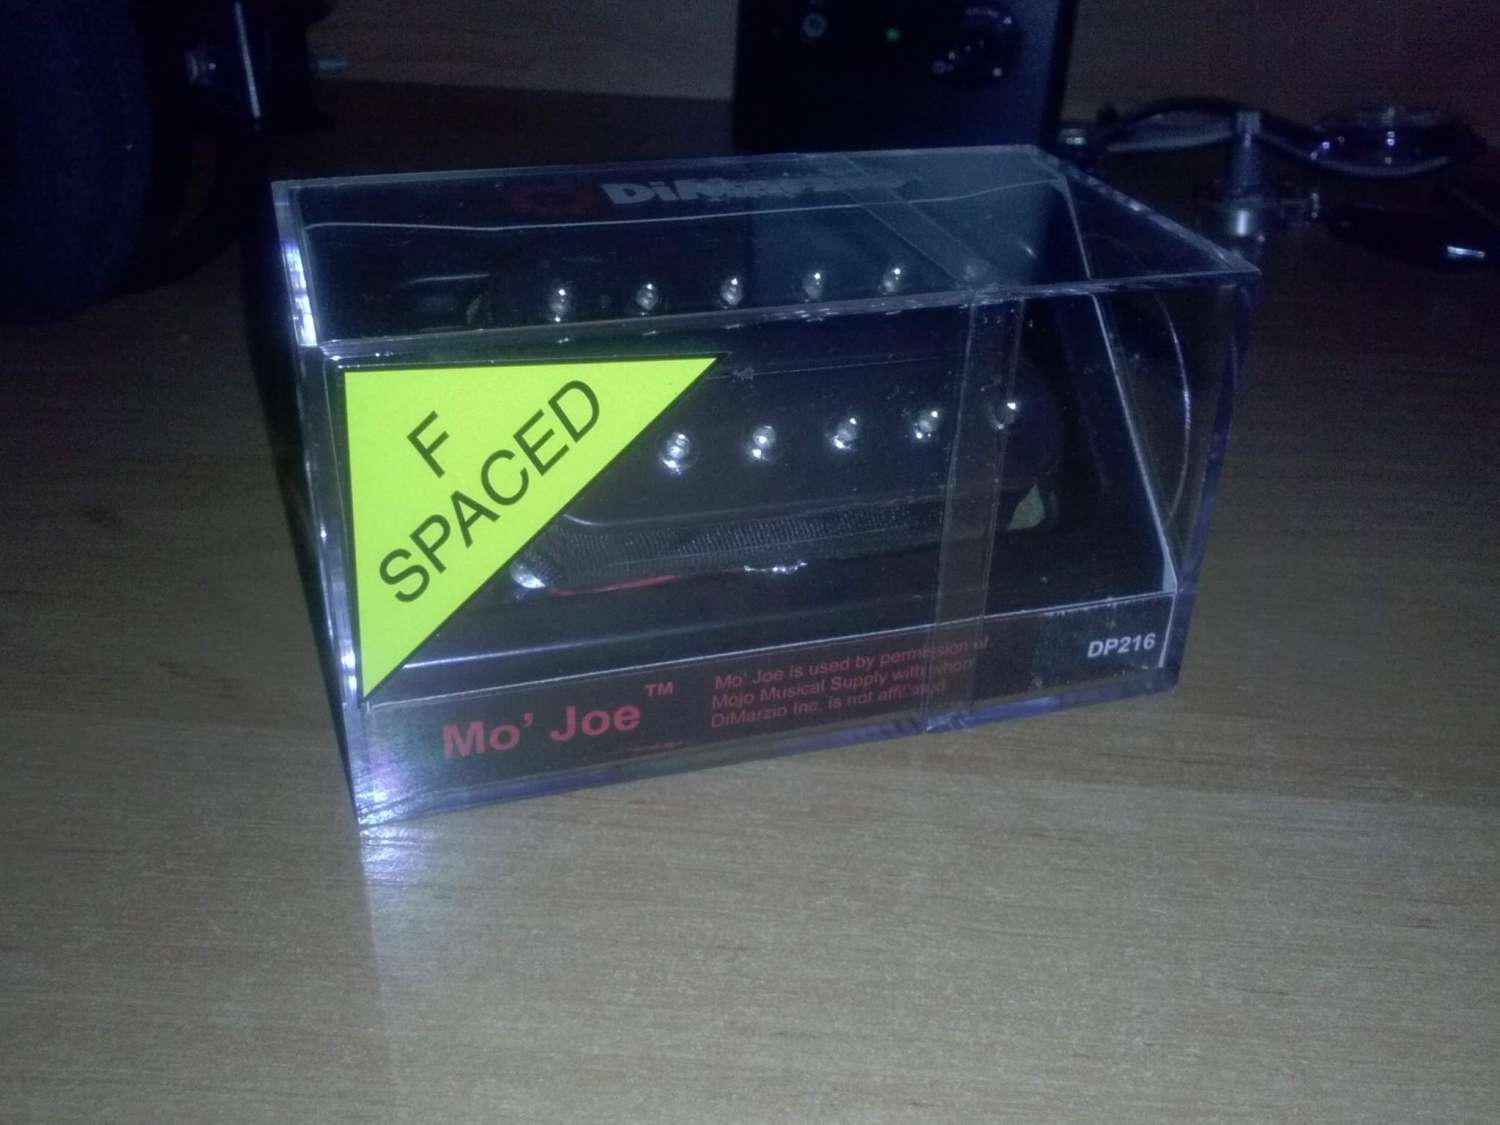 DiMarzio
F
SPACED
Mo' Joe™
Mo' Joe is used by permission of
Mojo Musical Supply with whom
DiMarzio Inc. is not affiliated
DP216